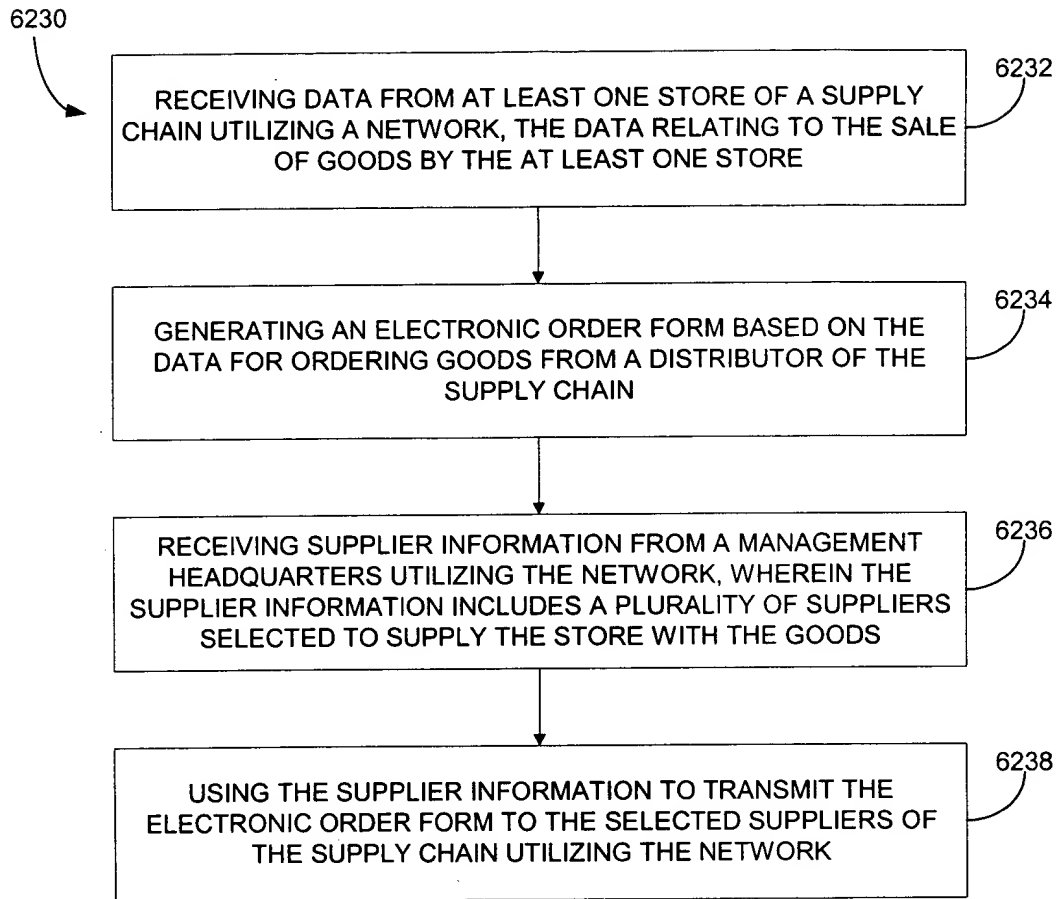 6230
6232
RECEIVING DATA FROM AT LEAST ONE STORE OF A SUPPLY
CHAIN UTILIZING A NETWORK, THE DATA RELATING TO THE SALE
OF GOODS BY THE AT LEAST ONE STORE
6234
GENERATING AN ELECTRONIC ORDER FORM BASED ON THE
DATA FOR ORDERING GOODS FROM A DISTRIBUTOR OF THE
SUPPLY CHAIN
6236
RECEIVING SUPPLIER INFORMATION FROM A MANAGEMENT
HEADQUARTERS UTILIZING THE NETWORK, WHEREIN THE
SUPPLIER INFORMATION INCLUDES A PLURALITY OF SUPPLIERS
SELECTED TO SUPPLY THE STORE WITH THE GOODS
6238
USING THE SUPPLIER INFORMATION TO TRANSMIT THE
ELECTRONIC ORDER FORM TO THE SELECTED SUPPLIERS OF
THE SUPPLY CHAIN UTILIZING THE NETWORK